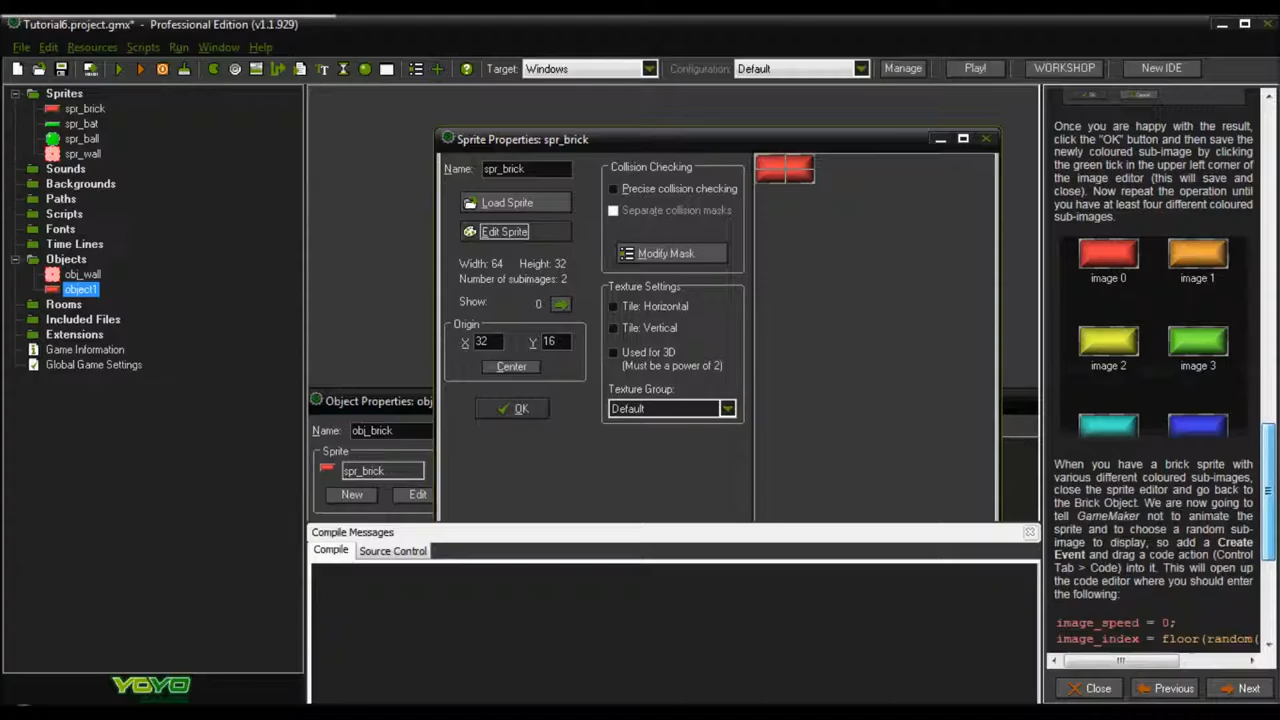 Tutorial6.project.gmx* - Professional Edition (v1.1.929)
File Edit Resources Scripts Run Window Help
Target: Windows Configuration: Default Manage Play! WORKSHOP New IDE
Sprites
spr_brick
spr_bat
spr_ball
spr_wall
Sounds
Backgrounds
Paths
Scripts
Fonts
Time Lines
Objects
obj_wall
object1
Rooms
Included Files
Extensions
Game Information
Global Game Settings
YOYO
Sprite Properties: spr_brick
Name: spr_brick
Load Sprite
Edit Sprite
Width: 64 Height: 32
Number of subimages: 2
Show: 0
Origin
X 32 Y 16
Center
OK
Collision Checking
Precise collision checking
Separate collision masks
Modify Mask
Texture Settings
Tile: Horizontal
Tile: Vertical
Used for 3D
(Must be a power of 2)
Texture Group:
Default
Object Properties: obj
Name: obj_brick
Sprite
spr_brick
New Edit
Compile Messages
Compile Source Control
Once you are happy with the result,
click the "OK" button and then save the
newly coloured sub-image by clicking
the green tick in the upper left corner of
the image editor (this will save and
close). Now repeat the operation until
you have at least four different coloured
sub-images.
image 0 image 1
image 2 image 3
When you have a brick sprite with
various different coloured sub-images,
close the sprite editor and go back to
the Brick Object. We are now going to
tell GameMaker not to animate the
sprite and to choose a random sub-
image to display, so add a Create
Event and drag a code action (Control
Tab > Code) into it. This will open up
the code editor where you should enter
the following:
image_speed = 0;
image_index = floor(random(
Close Previous Next